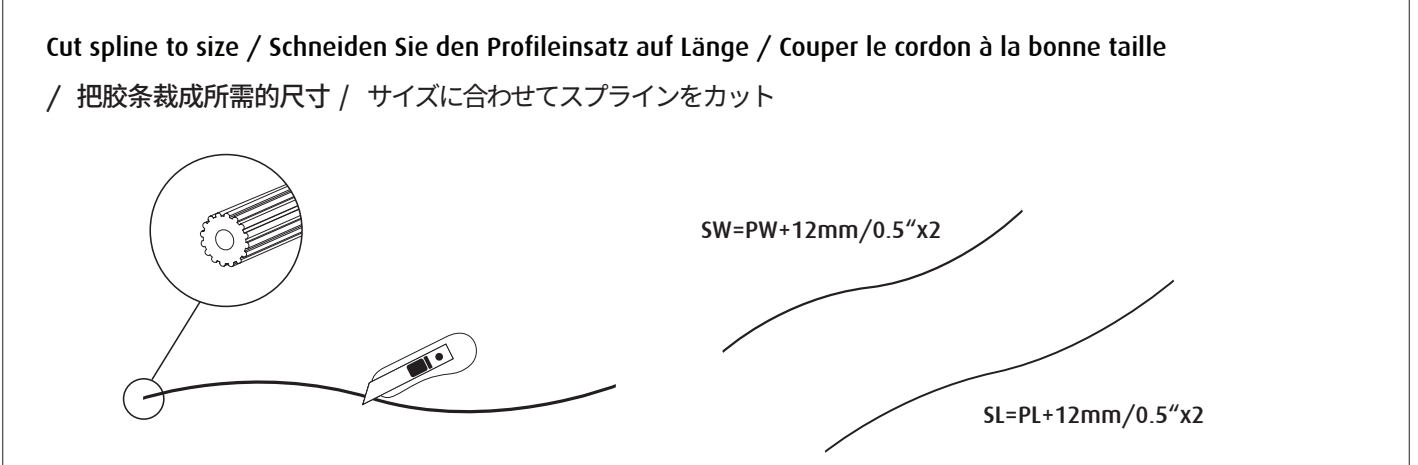 Cut spline to size / Schneiden Sie den Profileinsatz auf Länge / Couper le cordon à la bonne taille
/ 把胶条裁成所需的尺寸 / サイズに合わせてスプラインをカット
SW=PW+12mm/0.5“x2
SL=PL+12mm/0.5“x2